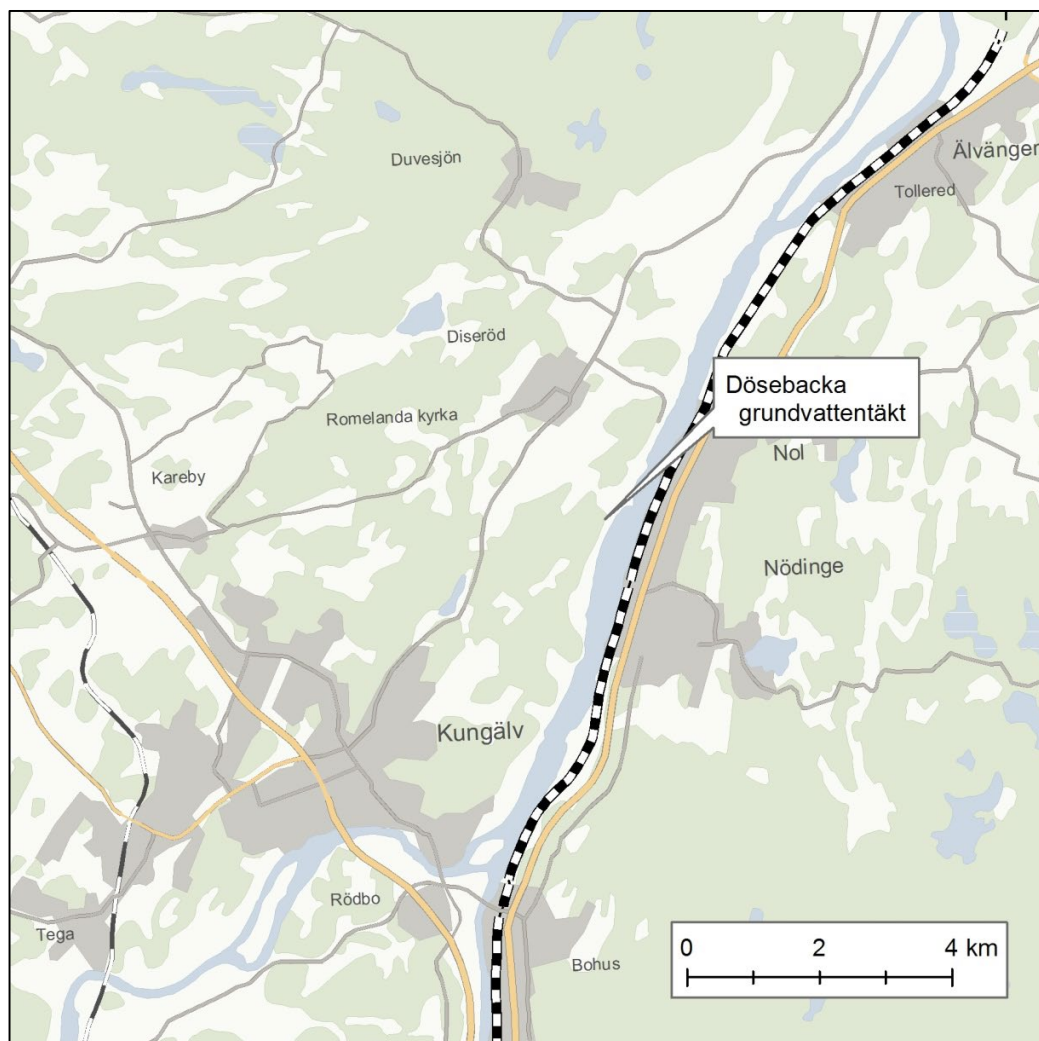 Duvesjön
Älvängen
Tollered
Diseröd
Dösebacka
grundvattentäkt
Romelanda kyrka
Nol
Kareby
Nödinge
Kungälv
Rödbo
Tega
Bohus
0 2 4 km